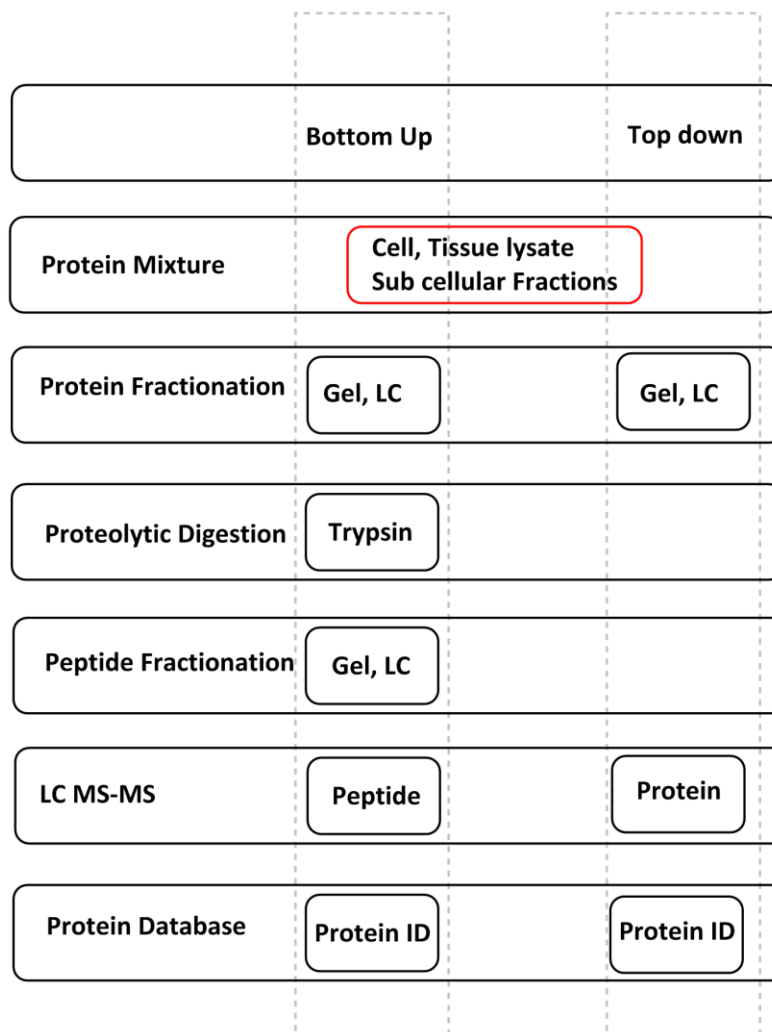 Bottom Up
Top down
Protein Mixture
Cell, Tissue lysate
Sub cellular Fractions
Protein Fractionation
Gel, LC
Gel, LC
Proteolytic Digestion
Trypsin
Peptide Fractionation
Gel, LC
LC MS-MS
Peptide
Protein
Protein Database
Protein ID
Protein ID